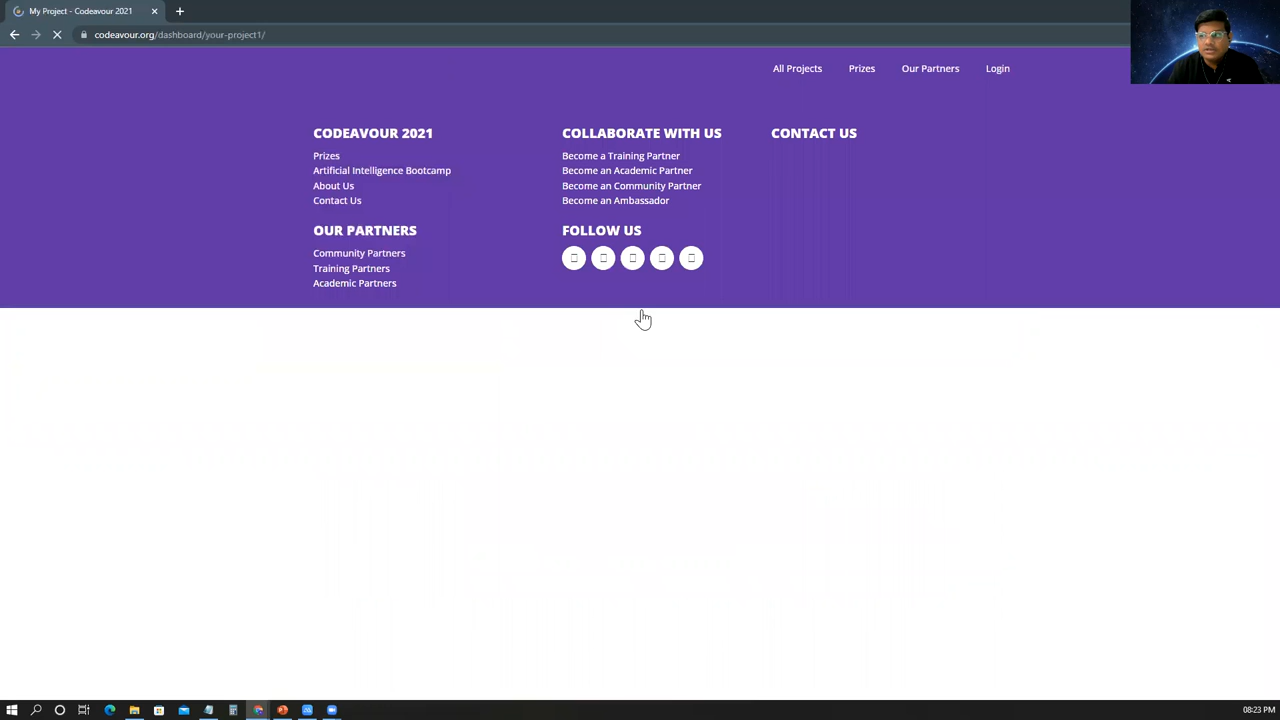 My Project - Codeavour 2021
codeavour.org/dashboard/your-project1/
All Projects
Prizes
Our Partners
Login
CODEAVOUR 2021
Prizes
Artificial Intelligence Bootcamp
About Us
Contact Us
OUR PARTNERS
Community Partners
Training Partners
Academic Partners
COLLABORATE WITH US
Become a Training Partner
Become an Academic Partner
Become an Community Partner
Become an Ambassador
FOLLOW US
CONTACT US
08:23 PM